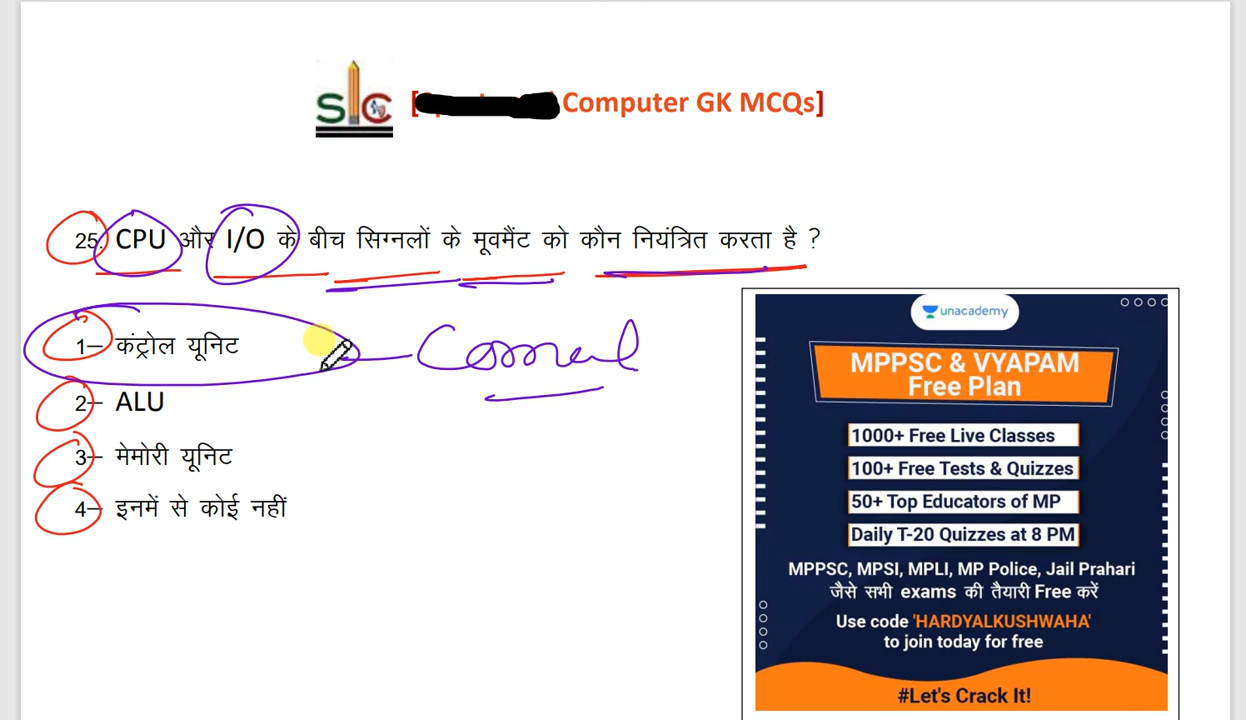 SLC
[ Computer GK MCQs]
25. CPU और I/O के बीच सिग्नलों के मूवमैंट को कौन नियंत्रित करता है ?
1– कंट्रोल यूनिट
2– ALU
3– मेमोरी यूनिट
4– इनमें से कोई नहीं
unacademy
MPPSC & VYAPAM
Free Plan
1000+ Free Live Classes
100+ Free Tests & Quizzes
50+ Top Educators of MP
Daily T-20 Quizzes at 8 PM
MPPSC, MPSI, MPLI, MP Police, Jail Prahari
जैसे सभी exams की तैयारी Free करें
Use code 'HARDYALKUSHWAHA'
to join today for free
#Let's Crack It!